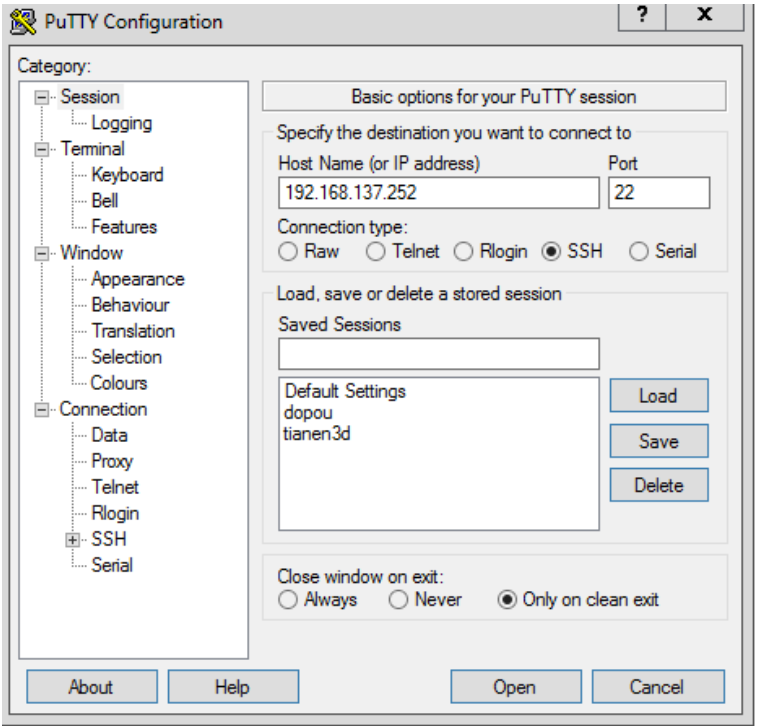 PuTTY Configuration
? x
Category:
Session
Logging
Terminal
Keyboard
Bell
Features
Window
Appearance
Behaviour
Translation
Selection
Colours
Connection
Data
Proxy
Telnet
Rlogin
SSH
Serial
Basic options for your PuTTY session
Specify the destination you want to connect to
Host Name (or IP address) Port
192.168.137.252 22
Connection type:
Raw Telnet Rlogin SSH Serial
Load, save or delete a stored session
Saved Sessions
Default Settings
dopou
tianen3d
Load
Save
Delete
Close window on exit:
Always Never Only on clean exit
About Help Open Cancel